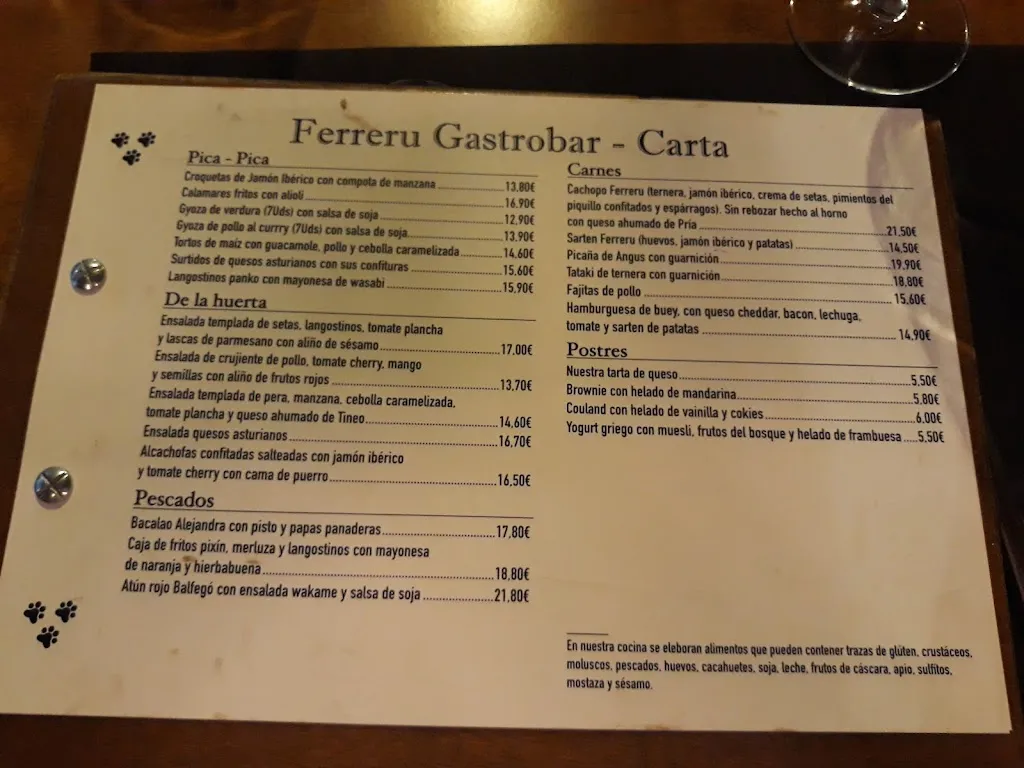 Ferreru Gastrobar - Carta
Pica - Pica
Croquetas de Jamón Ibérico con compota de manzana 13,80€
Calamares fritos con alioli 16,90€
Gyoza de verdura (7Uds) con salsa de soja 12,90€
Gyoza de pollo al currry (7Uds) con salsa de soja 13,90€
Tortos de maíz con guacamole, pollo y cebolla caramelizada 14,60€
Surtidos de quesos asturianos con sus confituras 15,60€
Langostinos panko con mayonesa de wasabi 15,90€
De la huerta
Ensalada templada de setas, langostinos, tomate plancha
y lascas de parmesano con aliño de sésamo 17,00€
Ensalada de crujiente de pollo, tomate cherry, mango
y semillas con aliño de frutos rojos 13,70€
Ensalada templada de pera, manzana, cebolla caramelizada,
tomate plancha y queso ahumado de Tineo 14,60€
Ensalada quesos asturianos 16,70€
Alcachofas confitadas salteadas con jamón ibérico
y tomate cherry con cama de puerro 16,50€
Pescados
Bacalao Alejandra con pisto y papas panaderas 17,80€
Caja de fritos pixín, merluza y langostinos con mayonesa
de naranja y hierbabuena 18,80€
Atún rojo Balfegó con ensalada wakame y salsa de soja 21,80€
Carnes
Cachopo Ferreru (ternera, jamón ibérico, crema de setas, pimientos del
piquillo confitados y espárragos). Sin rebozar hecho al horno
con queso ahumado de Pría 21,50€
Sarten Ferreru (huevos, jamón ibérico y patatas) 14,50€
Picaña de Angus con guarnición 19,90€
Tataki de ternera con guarnición 18,80€
Fajitas de pollo 15,60€
Hamburguesa de buey, con queso cheddar, bacon, lechuga,
tomate y sarten de patatas 14,90€
Postres
Nuestra tarta de queso 5,50€
Brownie con helado de mandarina 5,80€
Couland con helado de vainilla y cokies 6,00€
Yogurt griego con muesli, frutos del bosque y helado de frambuesa 5,50€
En nuestra cocina se eleboran alimentos que pueden contener trazas de glúten, crustáceos,
moluscos, pescados, huevos, cacahuetes, soja, leche, frutos de cáscara, apio, sulfitos,
mostaza y sésamo.